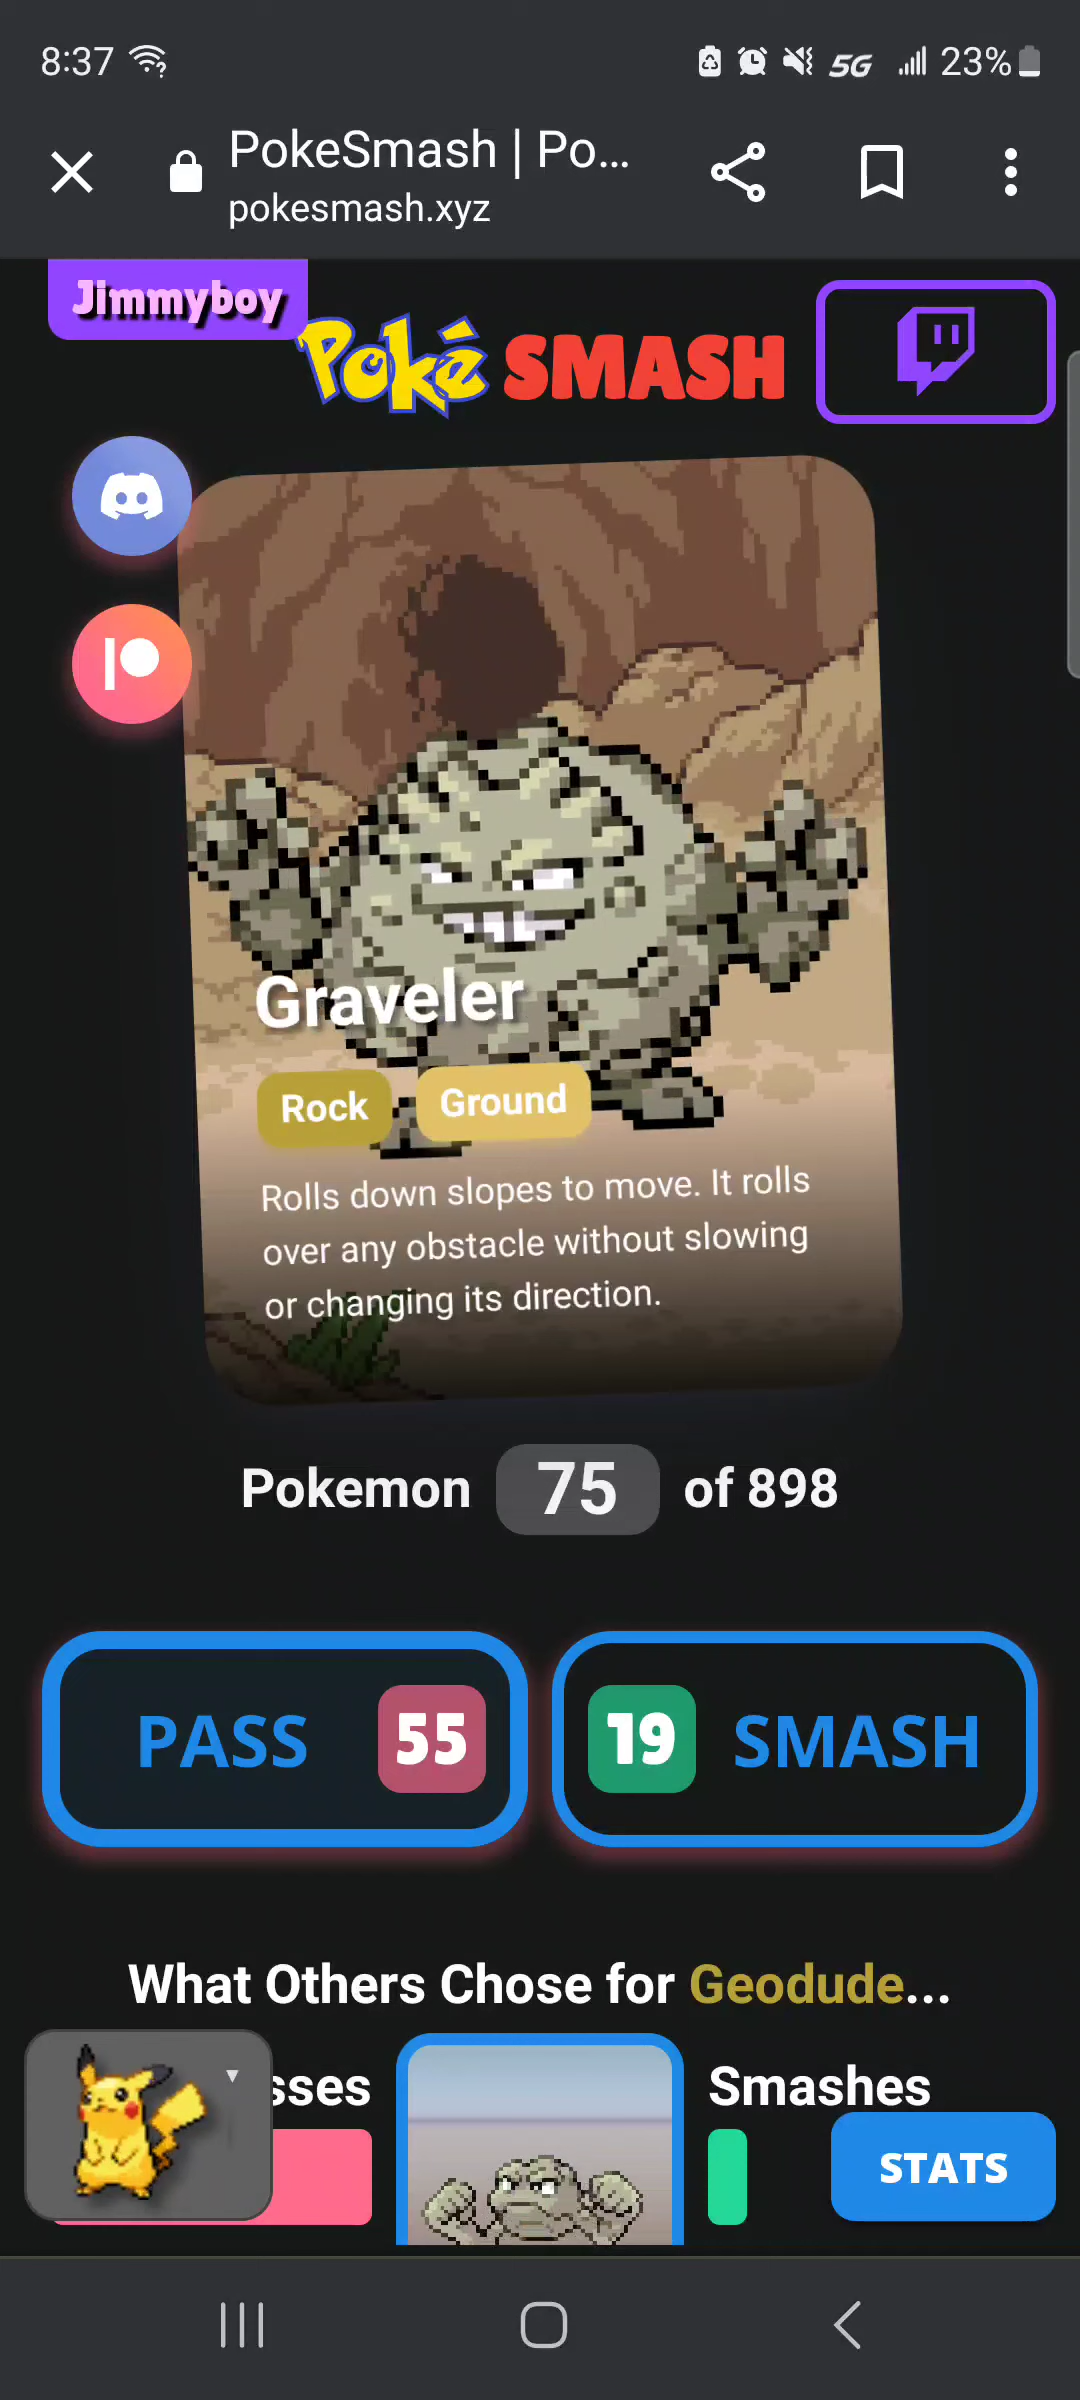 8:37
5G
23%
PokeSmash | Po...
pokesmash.xyz
Jimmyboy
Poké SMASH
Graveler
Rock Ground
Rolls down slopes to move. It rolls
over any obstacle without slowing
or changing its direction.
Pokemon 75 of 898
PASS 55
19 SMASH
What Others Chose for Geodude...
sses
Smashes
STATS